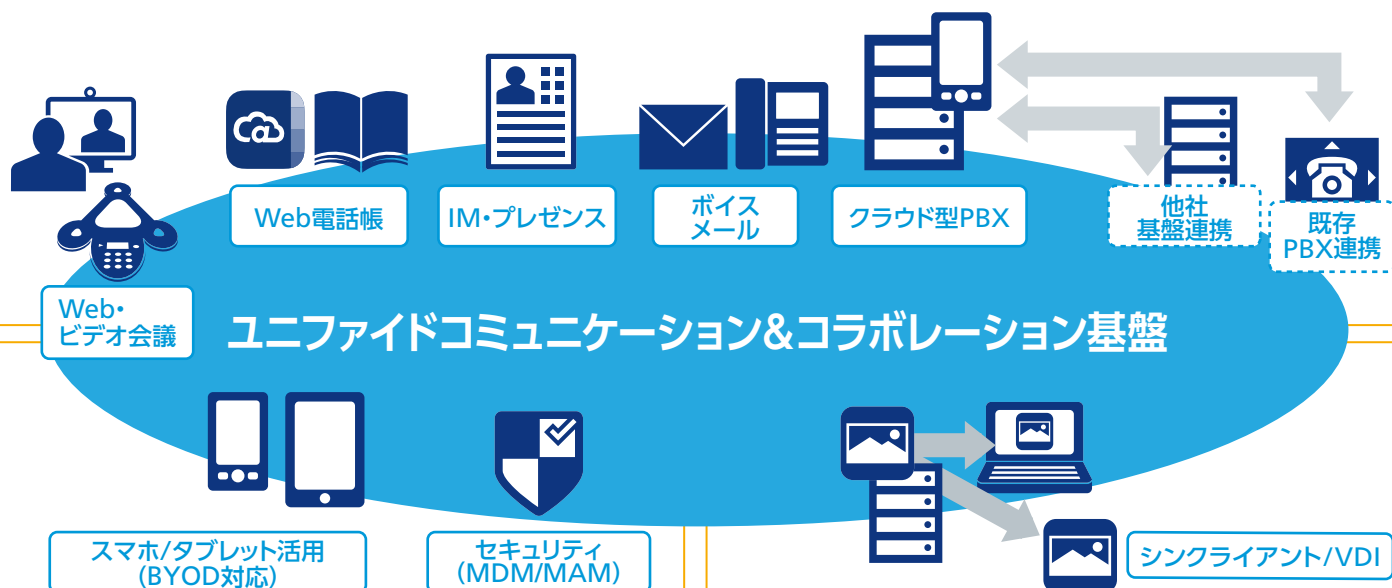 Web電話帳
IM・プレゼンス
ボイス
メール
クラウド型PBX
他社
基盤連携
既存
PBX連携
Web・
ビデオ会議
ユニファイドコミュニケーション&コラボレーション基盤
スマホ/タブレット活用
(BYOD対応)
セキュリティ
(MDM/MAM)
シンクライアント/VDI